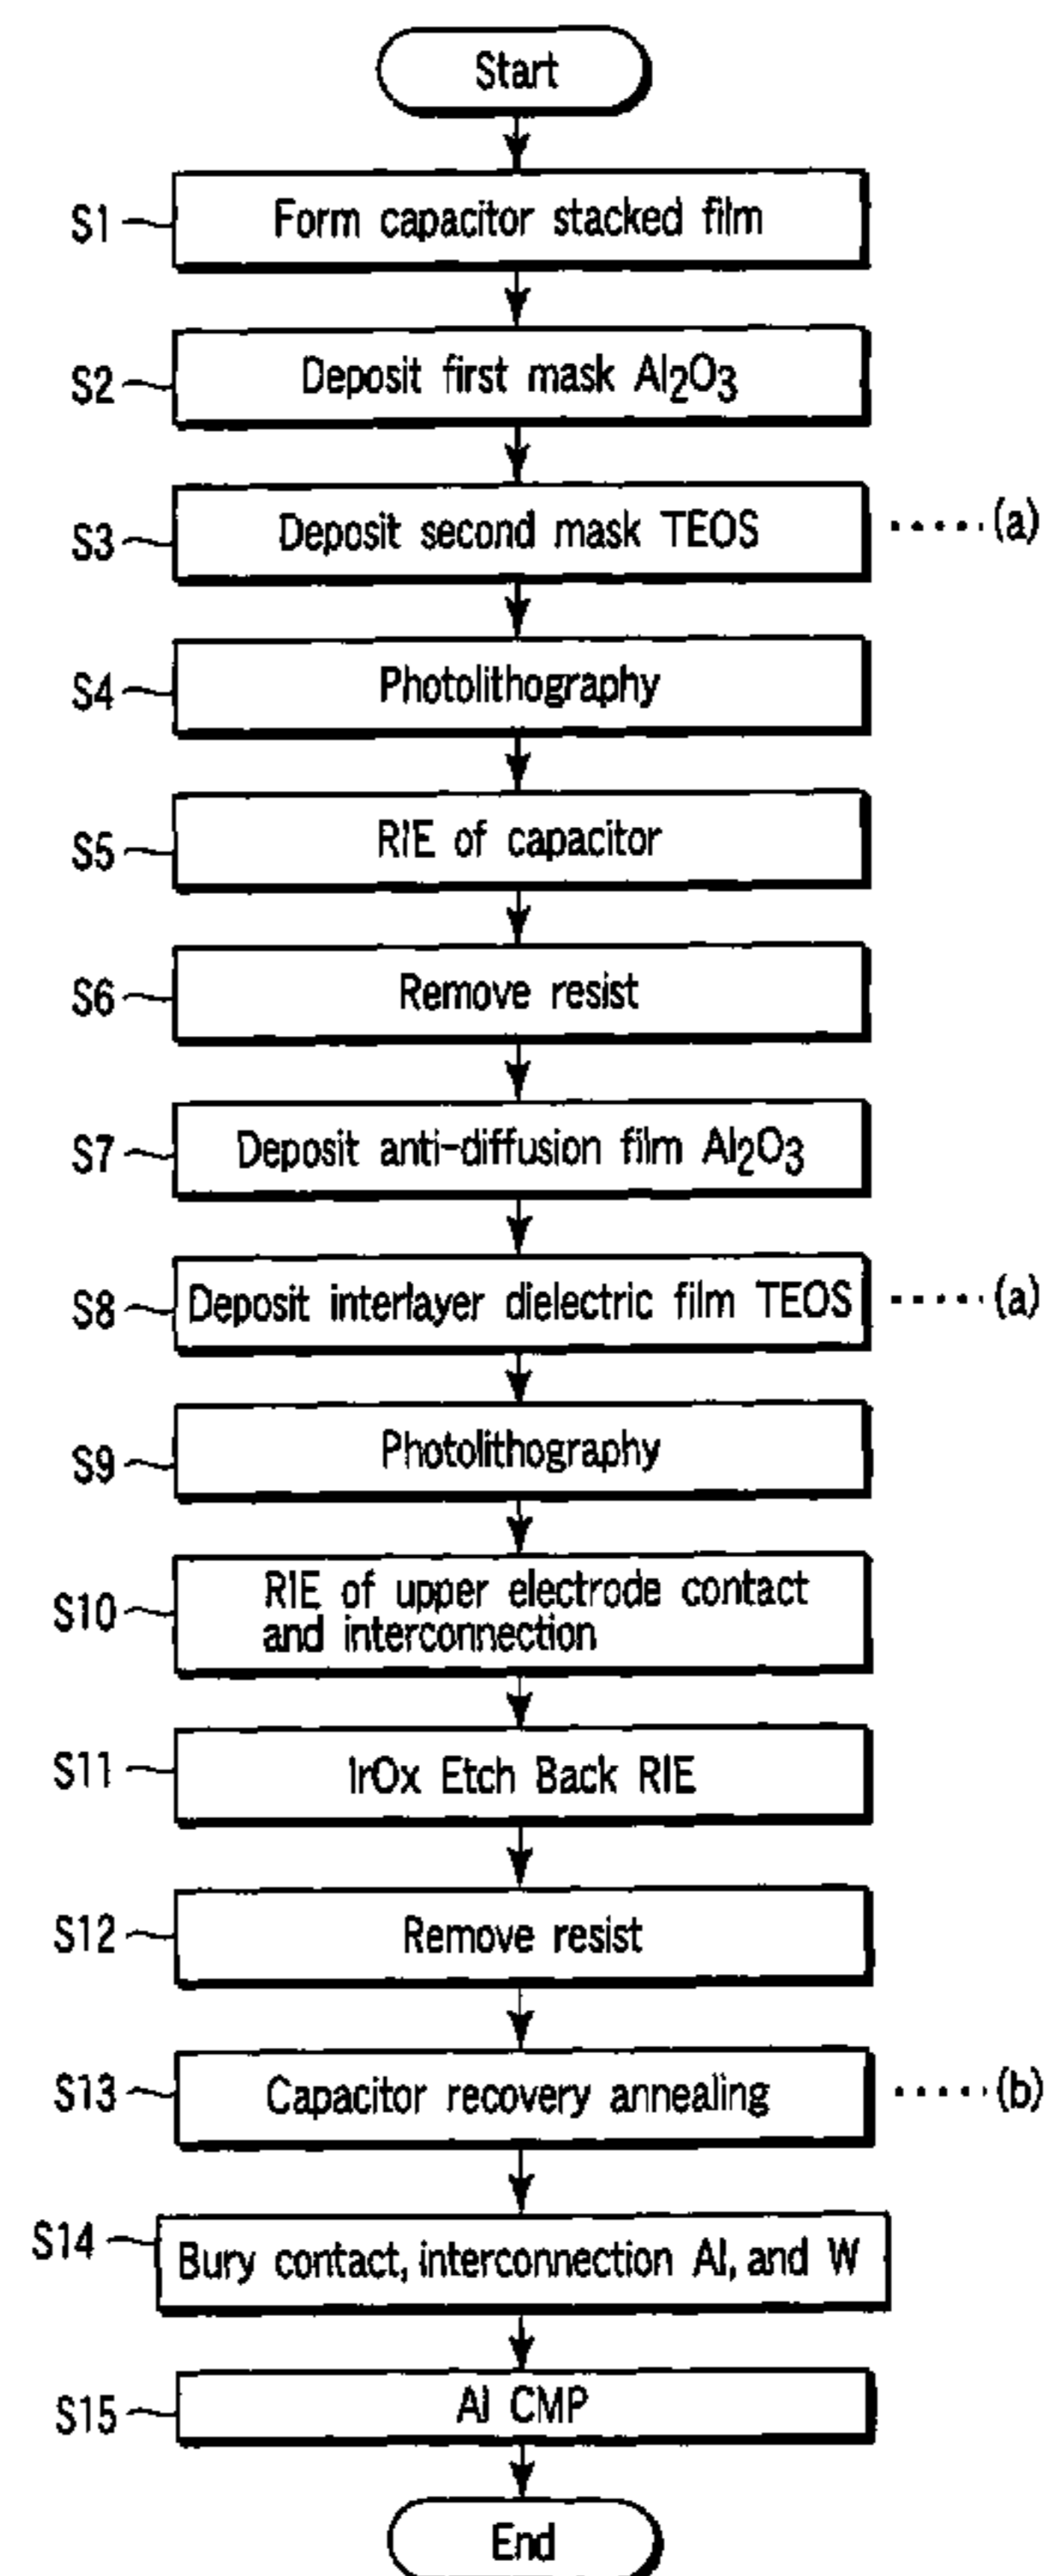 Start
S1 Form capacitor stacked film
S2 Deposit first mask Al₂O₃
S3 Deposit second mask TEOS (a)
S4 Photolithography
S5 RIE of capacitor
S6 Remove resist
S7 Deposit anti-diffusion film Al₂O₃
S8 Deposit interlayer dielectric film TEOS (a)
S9 Photolithography
S10 RIE of upper electrode contact
and interconnection
S11 IrOx Etch Back RIE
S12 Remove resist
S13 Capacitor recovery annealing (b)
S14 Bury contact, interconnection Al, and W
S15 Al CMP
End